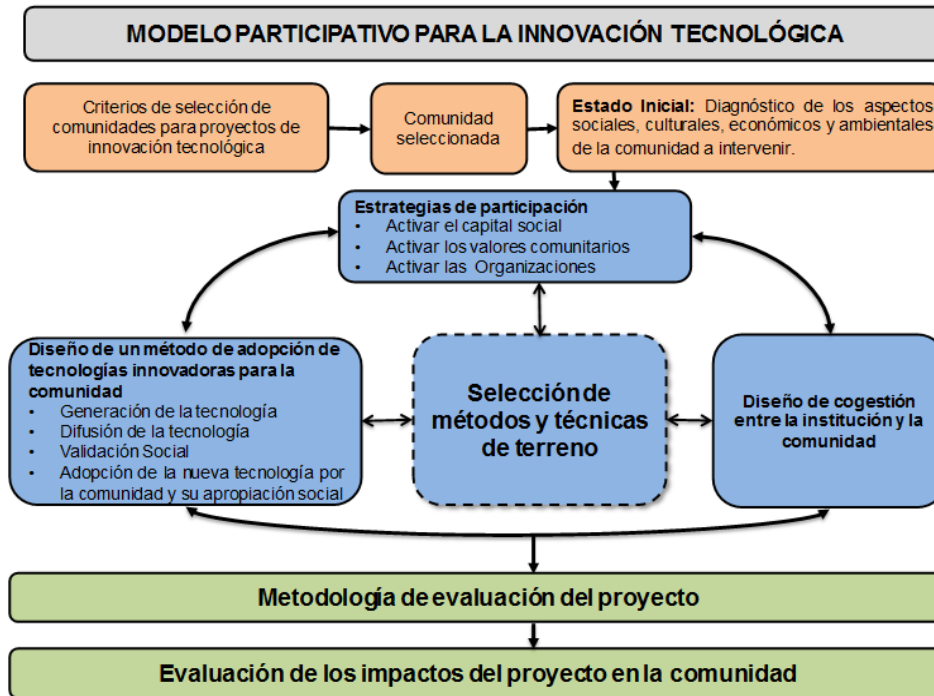 MODELO PARTICIPATIVO PARA LA INNOVACIÓN TECNOLÓGICA
Criterios de selección de
comunidades para proyectos de
innovación tecnológica
Comunidad
seleccionada
Estado Inicial: Diagnóstico de los aspectos
sociales, culturales, económicos y ambientales
de la comunidad a intervenir.
Estrategias de participación
• Activar el capital social
• Activar los valores comunitarios
• Activar las Organizaciones
Diseño de un método de adopción de
tecnologías innovadoras para la
comunidad
• Generación de la tecnología
• Difusión de la tecnología
• Validación Social
• Adopción de la nueva tecnología por
la comunidad y su apropiación social
Selección de
métodos y técnicas
de terreno
Diseño de cogestión
entre la institución y la
comunidad
Metodología de evaluación del proyecto
Evaluación de los impactos del proyecto en la comunidad